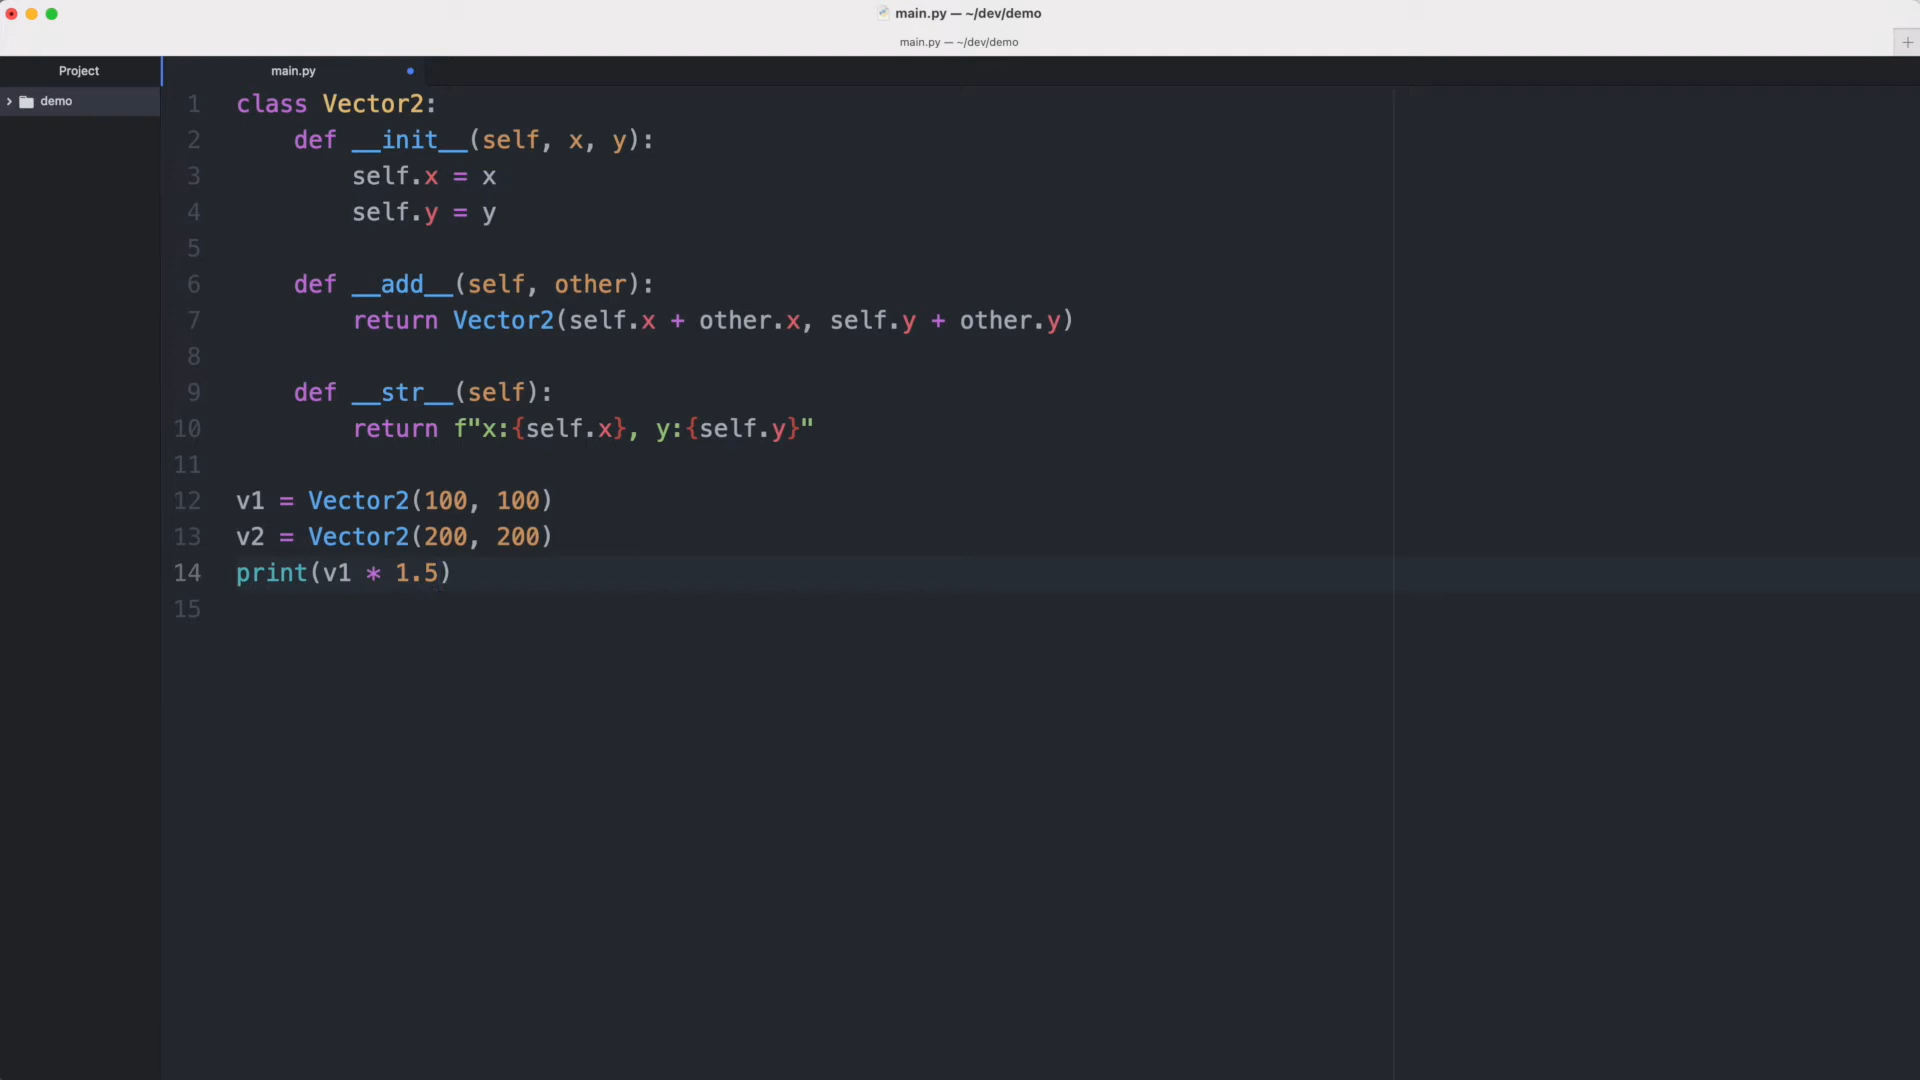 main.py — ~/dev/demo
main.py — ~/dev/demo
Project
main.py
demo
1 class Vector2:
2     def __init__(self, x, y):
3         self.x = x
4         self.y = y
5
6     def __add__(self, other):
7         return Vector2(self.x + other.x, self.y + other.y)
8
9     def __str__(self):
10         return f"x:{self.x}, y:{self.y}"
11
12 v1 = Vector2(100, 100)
13 v2 = Vector2(200, 200)
14 print(v1 * 1.5)
15